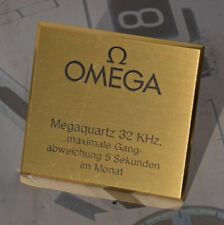 Ω
OMEGA
Megaquartz 32 KHz,
maximale Gang-
abweichung 5 Sekunden
im Monat